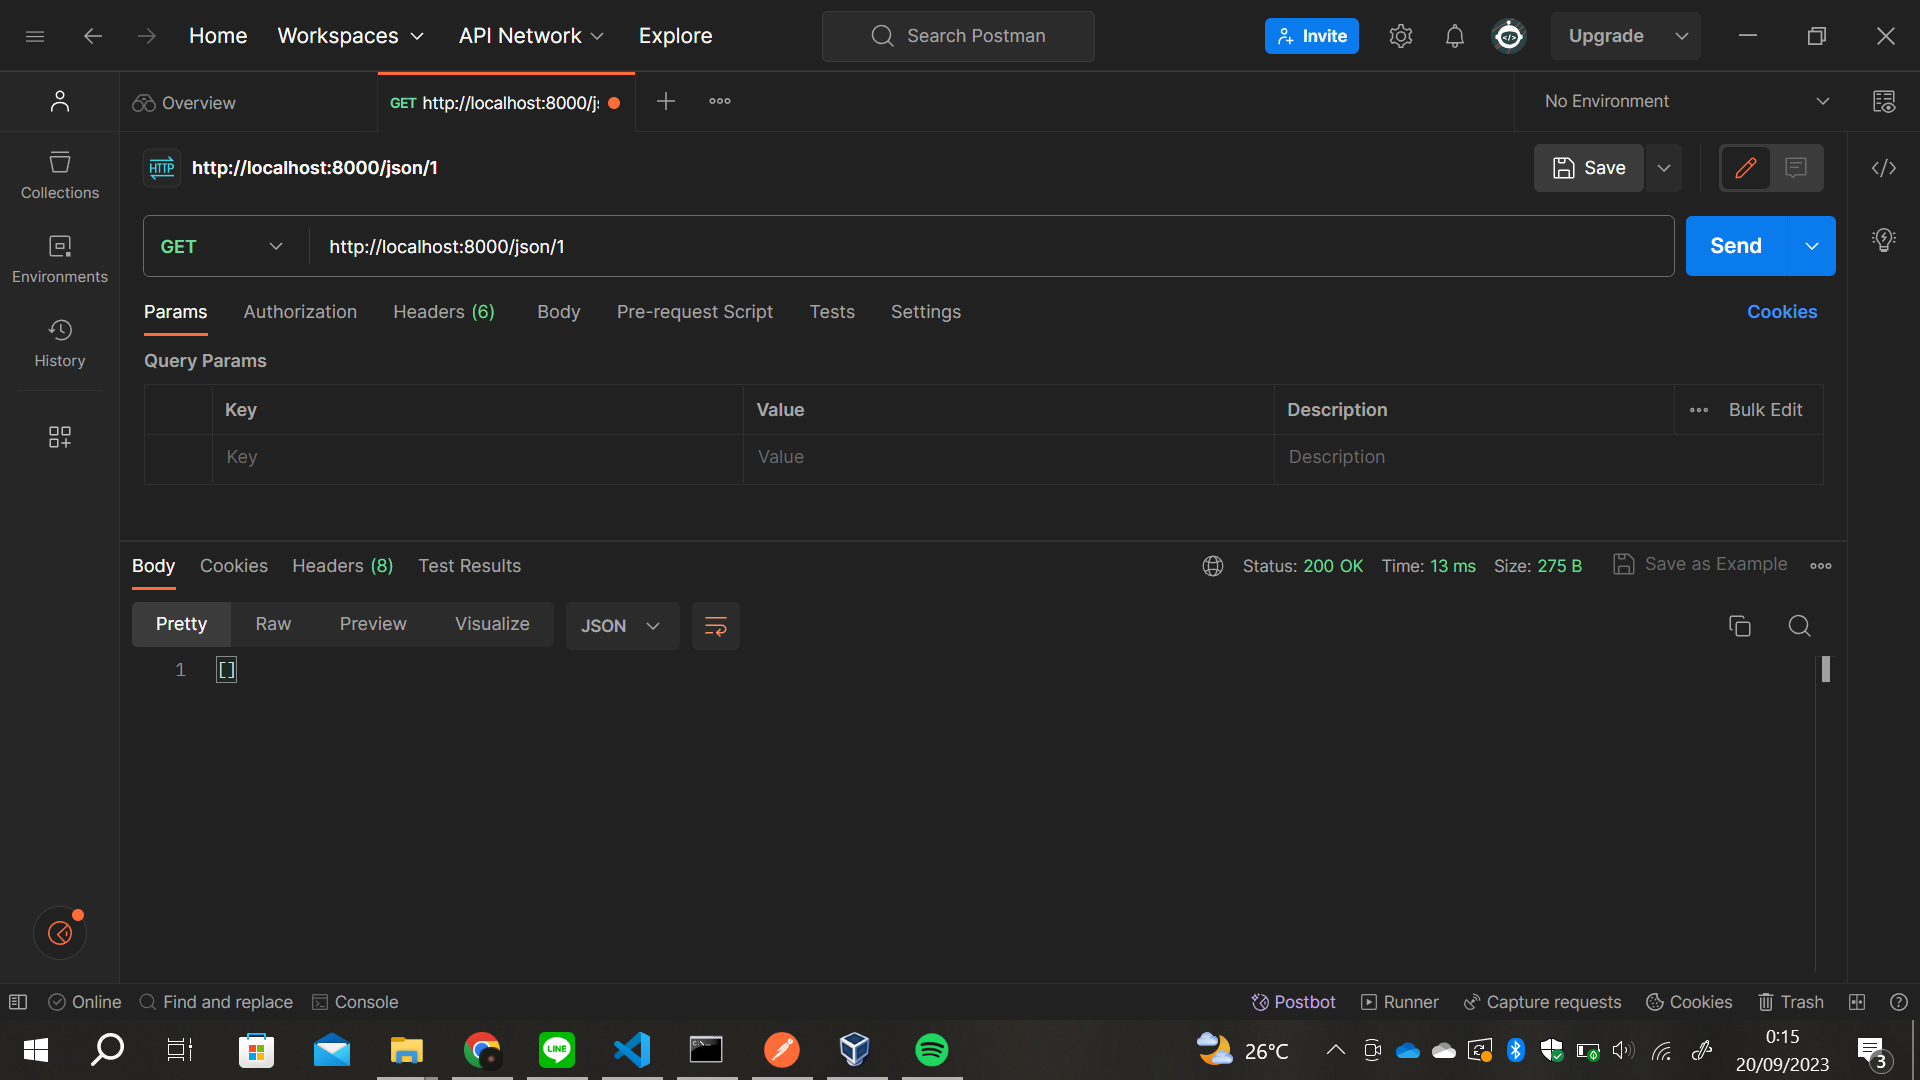 Home Workspaces API Network Explore Search Postman Invite Upgrade
Overview GET http://localhost:8000/j No Environment
HTTP http://localhost:8000/json/1 Save
Collections
GET http://localhost:8000/json/1 Send
Environments
Params Authorization Headers (6) Body Pre-request Script Tests Settings Cookies
History
Query Params
Key Value Description Bulk Edit
Key Value Description
Body Cookies Headers (8) Test Results Status: 200 OK Time: 13 ms Size: 275 B Save as Example
Pretty Raw Preview Visualize JSON
1 []
Online Find and replace Console Postbot Runner Capture requests Cookies Trash
LINE 26°C 0:15
20/09/2023 3